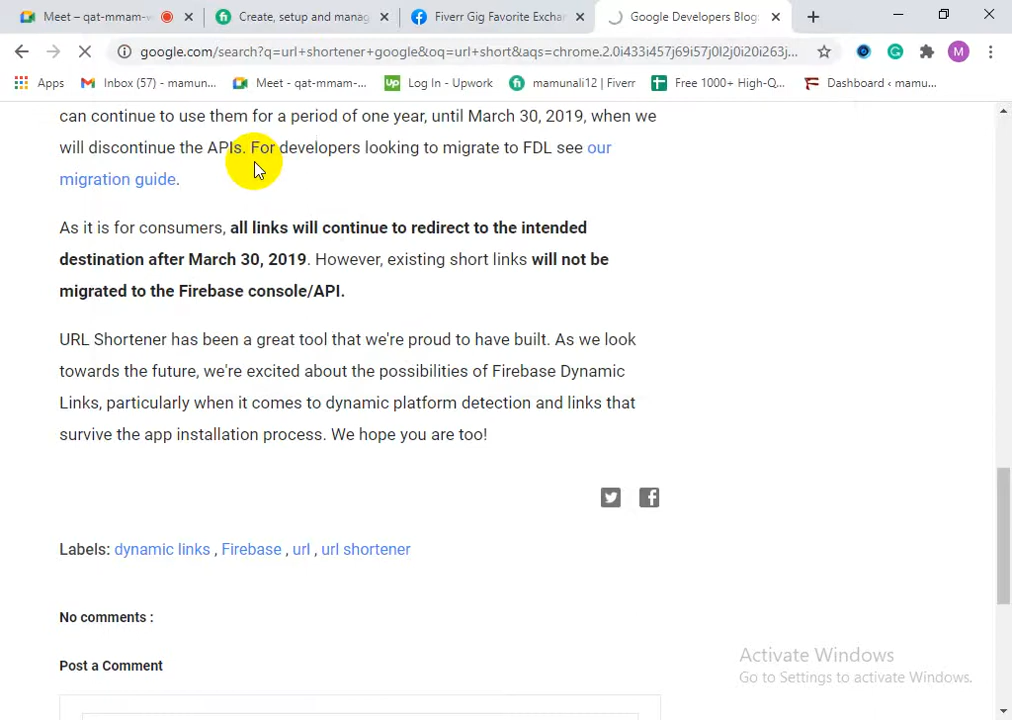 Meet – qat-mmam-v
Create, setup and manag
Fiverr Gig Favorite Exchar
Google Developers Blog:
google.com/search?q=url+shortener+google&oq=url+short&aqs=chrome.2.0i433i457j69i57j0l2j0i20i263j...
M
Apps
Inbox (57) - mamun...
Meet - qat-mmam-...
up Log In - Upwork
mamunali12 | Fiverr
Free 1000+ High-Q...
Dashboard ‹ mamu...
can continue to use them for a period of one year, until March 30, 2019, when we
will discontinue the APIs. For developers looking to migrate to FDL see our
migration guide.
As it is for consumers, all links will continue to redirect to the intended
destination after March 30, 2019. However, existing short links will not be
migrated to the Firebase console/API.
URL Shortener has been a great tool that we're proud to have built. As we look
towards the future, we're excited about the possibilities of Firebase Dynamic
Links, particularly when it comes to dynamic platform detection and links that
survive the app installation process. We hope you are too!
Labels: dynamic links , Firebase , url , url shortener
No comments :
Post a Comment
Activate Windows
Go to Settings to activate Windows.